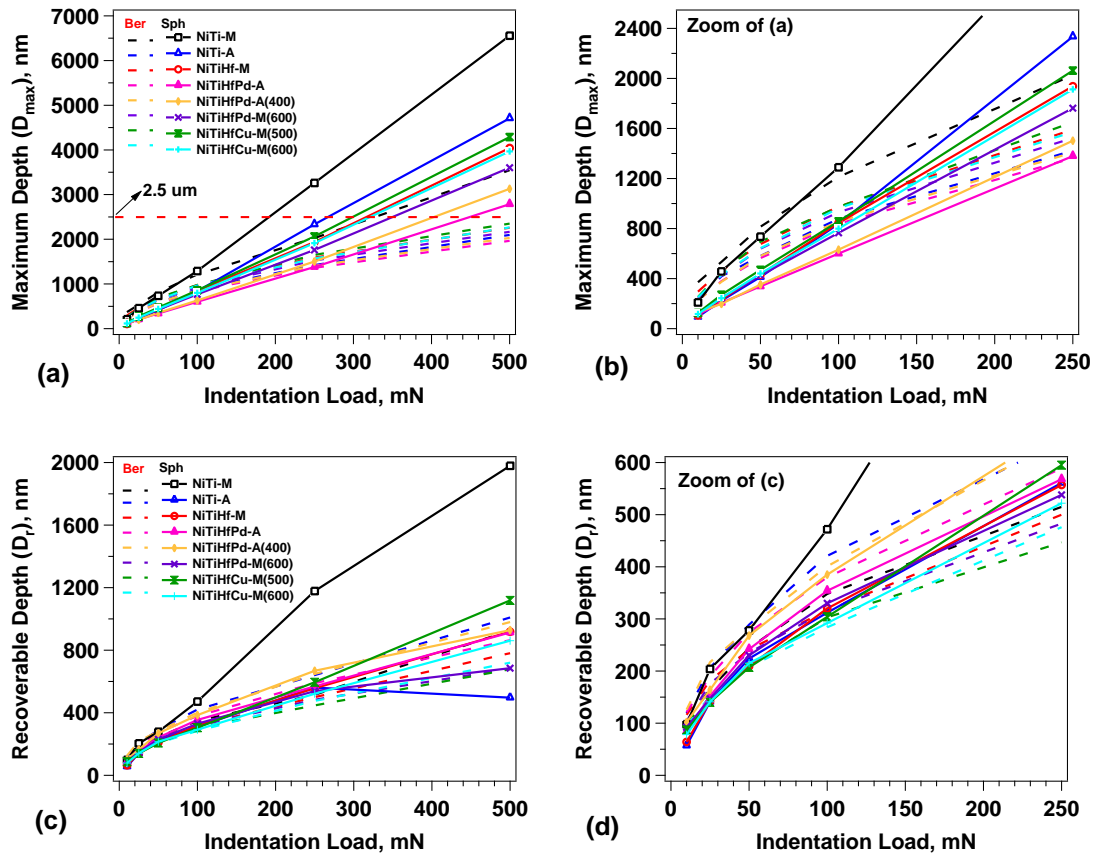 7000
6000
5000
4000
3000
2000
1000
0
Maximum Depth (Dmax), nm
Ber Sph
NiTi-M
NiTi-A
NiTiHf-M
NiTiHfPd-A
NiTiHfPd-A(400)
NiTiHfPd-M(600)
NiTiHfCu-M(500)
NiTiHfCu-M(600)
2.5 um
0 100 200 300 400 500
Indentation Load, mN
(a)
2400
2000
1600
1200
800
400
0
Maximum Depth (Dmax), nm
Zoom of (a)
0 50 100 150 200 250
Indentation Load, mN
(b)
2000
1600
1200
800
400
0
Recoverable Depth (Dr), nm
Ber Sph
NiTi-M
NiTi-A
NiTiHf-M
NiTiHfPd-A
NiTiHfPd-A(400)
NiTiHfPd-M(600)
NiTiHfCu-M(500)
NiTiHfCu-M(600)
0 100 200 300 400 500
Indentation Load, mN
(c)
600
500
400
300
200
100
0
Recoverable Depth (Dr), nm
Zoom of (c)
0 50 100 150 200 250
Indentation Load, mN
(d)